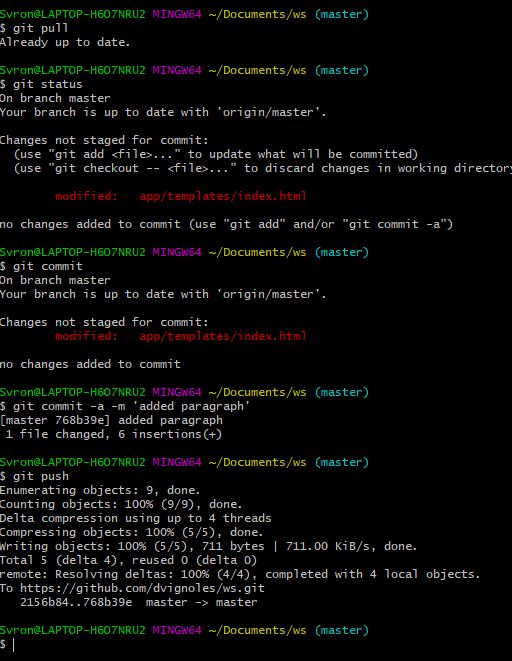 Svron@LAPTOP-H6O7NRU2 MINGW64 ~/Documents/ws (master)
$ git pull
Already up to date.
Svron@LAPTOP-H6O7NRU2 MINGW64 ~/Documents/ws (master)
$ git status
On branch master
Your branch is up to date with 'origin/master'.
Changes not staged for commit:
  (use "git add <file>..." to update what will be committed)
  (use "git checkout -- <file>..." to discard changes in working directory
        modified:   app/templates/index.html
no changes added to commit (use "git add" and/or "git commit -a")
Svron@LAPTOP-H6O7NRU2 MINGW64 ~/Documents/ws (master)
$ git commit
On branch master
Your branch is up to date with 'origin/master'.
Changes not staged for commit:
        modified:   app/templates/index.html
no changes added to commit
Svron@LAPTOP-H6O7NRU2 MINGW64 ~/Documents/ws (master)
$ git commit -a -m 'added paragraph'
[master 768b39e] added paragraph
 1 file changed, 6 insertions(+)
Svron@LAPTOP-H6O7NRU2 MINGW64 ~/Documents/ws (master)
$ git push
Enumerating objects: 9, done.
Counting objects: 100% (9/9), done.
Delta compression using up to 4 threads
Compressing objects: 100% (5/5), done.
Writing objects: 100% (5/5), 711 bytes | 711.00 KiB/s, done.
Total 5 (delta 4), reused 0 (delta 0)
remote: Resolving deltas: 100% (4/4), completed with 4 local objects.
To https://github.com/dvignoles/ws.git
   2156b84..768b39e  master -> master
Svron@LAPTOP-H6O7NRU2 MINGW64 ~/Documents/ws (master)
$